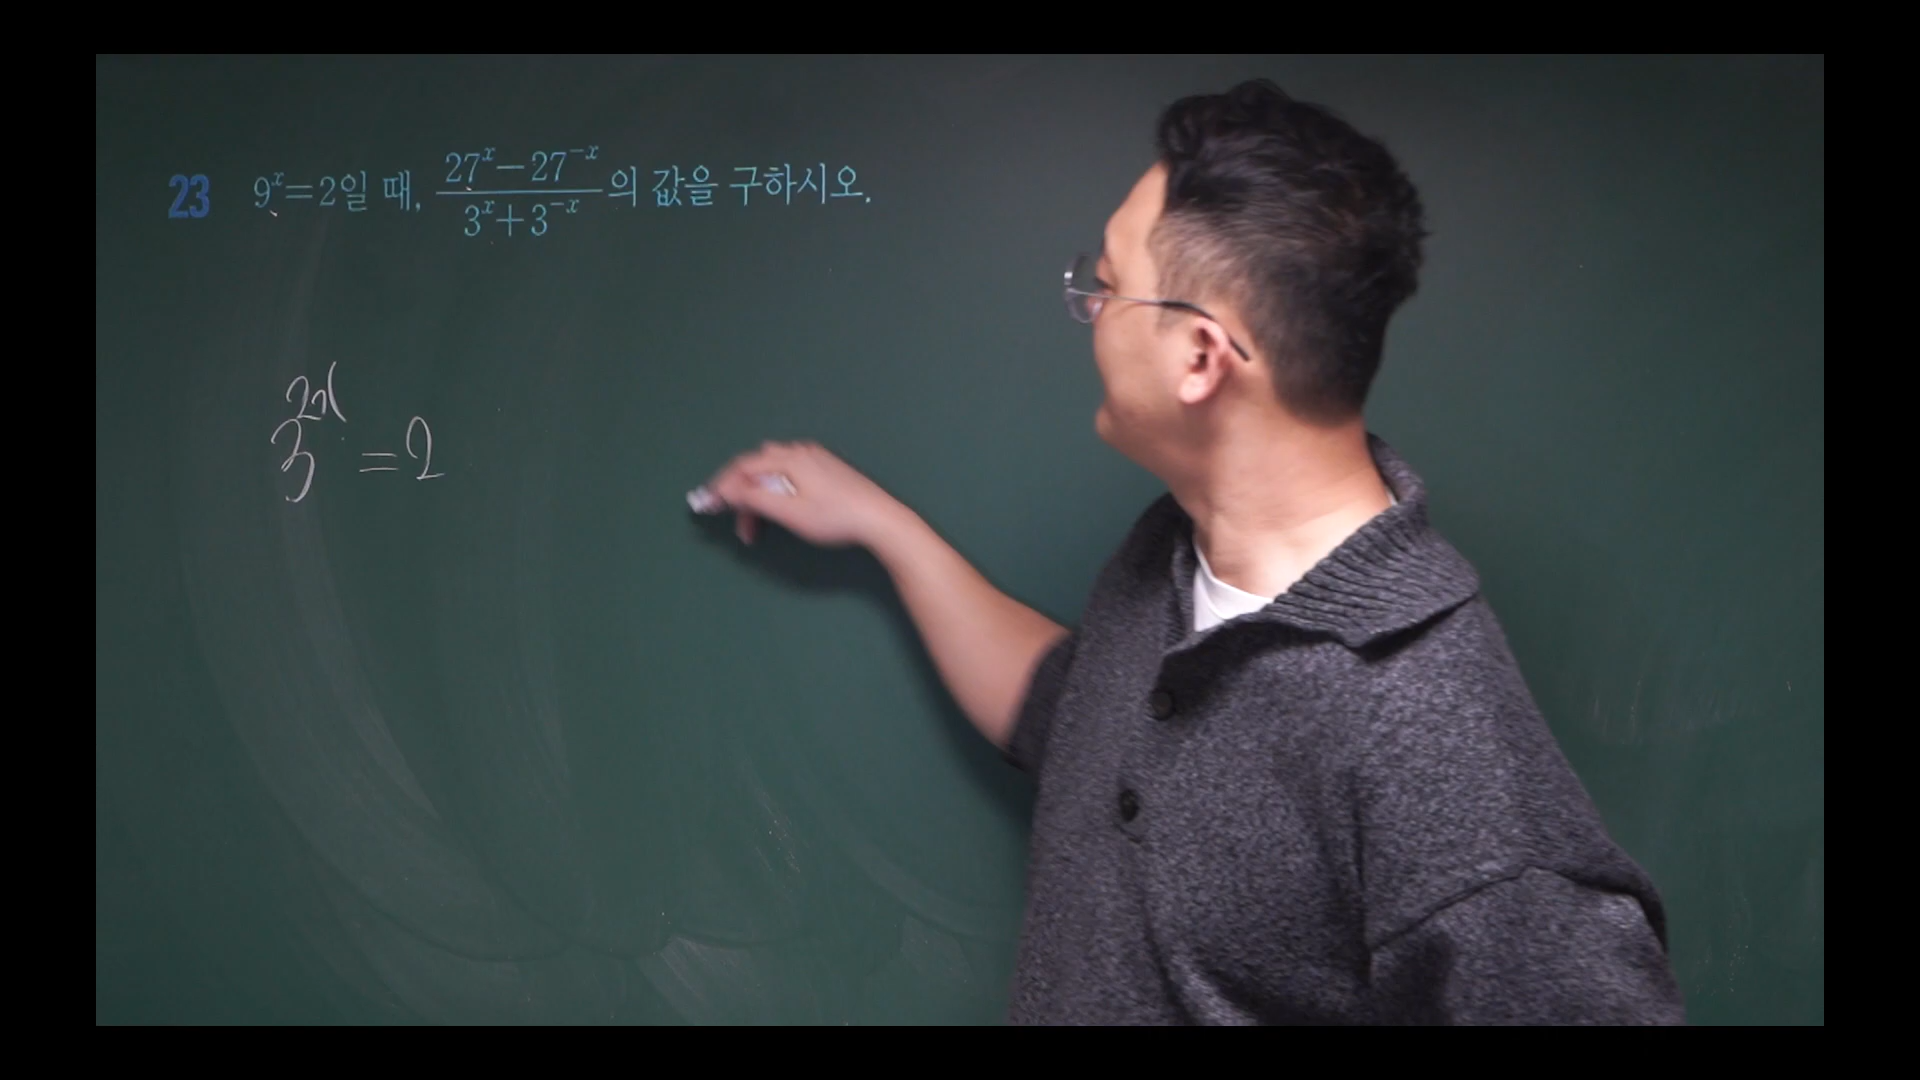 23 9^x=2일 때, \frac{27^x-27^{-x}}{3^x+3^{-x}}의 값을 구하시오.
3^{2x}=2